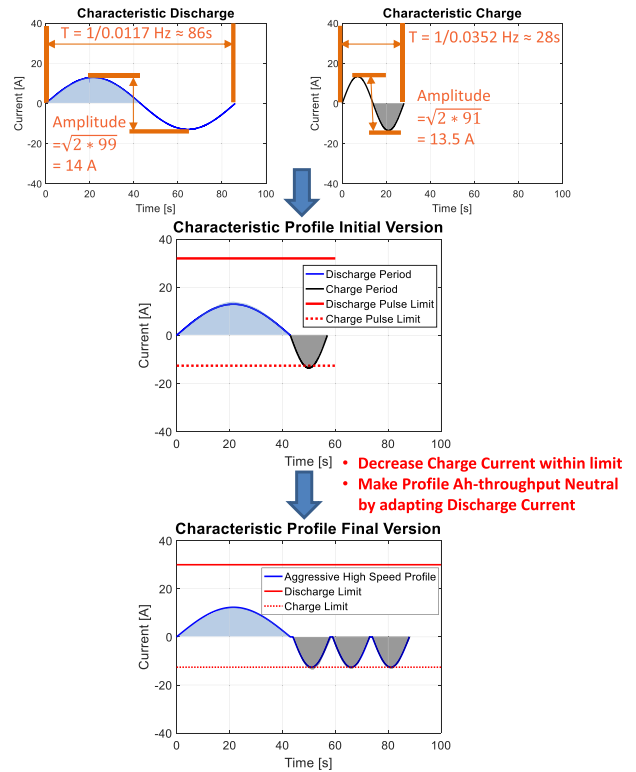 Characteristic Discharge
T = 1/0.0117 Hz ≈ 86s
Current [A]
40
20
0
-20
-40
Amplitude
=√2 * 99
= 14 A
0 20 40 60 80 100
Time [s]
Characteristic Charge
T = 1/0.0352 Hz ≈ 28s
Current [A]
40
20
0
-20
-40
Amplitude
=√2 * 91
= 13.5 A
0 20 40 60 80 100
Time [s]
Characteristic Profile Initial Version
Current [A]
40
20
0
-20
-40
Discharge Period
Charge Period
Discharge Pulse Limit
Charge Pulse Limit
0 20 40 60 80 100
Time [s]
• Decrease Charge Current within limit
• Make Profile Ah-throughput Neutral
by adapting Discharge Current
Characteristic Profile Final Version
Current [A]
40
20
0
-20
-40
Aggressive High Speed Profile
Discharge Limit
Charge Limit
0 20 40 60 80 100
Time [s]